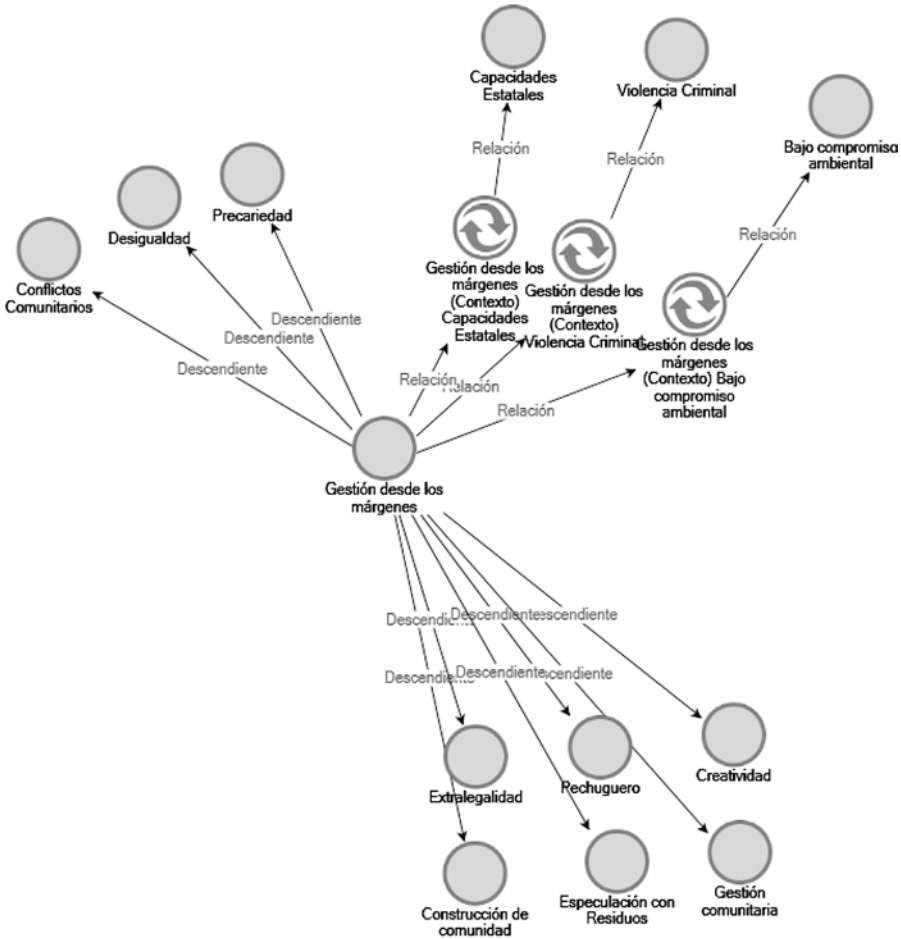 Capacidades
Estatales
Violencia Criminal
Bajo compromiso
ambiental
Relación
Relación
Relación
Precariedad
Desigualdad
Conflictos
Comunitarios
Gestión desde los
márgenes
(Contexto)
Capacidades
Estatales
Gestión desde los
márgenes
(Contexto)
Violencia Criminal
Gestión desde los
márgenes
(Contexto) Bajo
compromiso
ambiental
Descendiente
Descendiente
Descendiente
Relación
Relación
Relación
Gestión desde los
márgenes
Descendiente
Descendiente
Descendiente
Descendiente
Descendiente
Descendiente
Extralegalidad
Pechuguero
Creatividad
Construcción de
comunidad
Especulación con
Residuos
Gestión
comunitaria